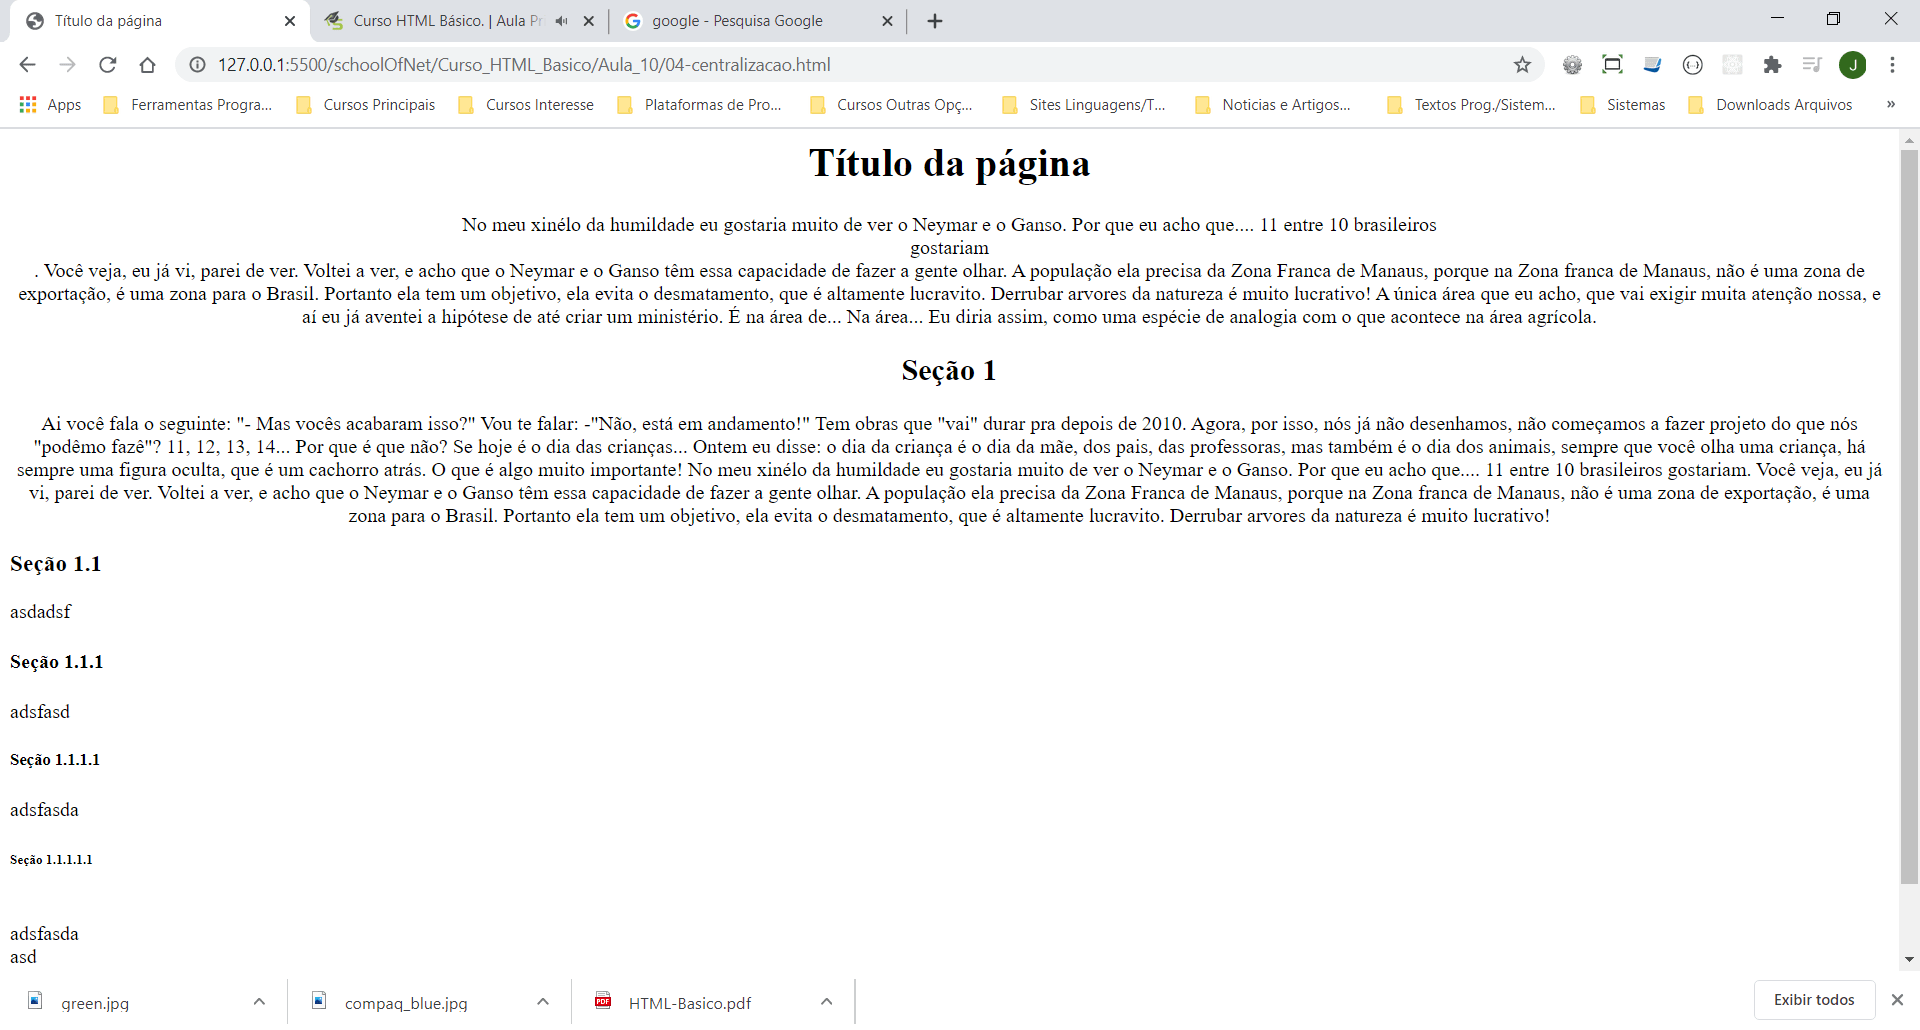 Título da página
Curso HTML Básico. | Aula Pr
google - Pesquisa Google
127.0.0.1:5500/schoolOfNet/Curso_HTML_Basico/Aula_10/04-centralizacao.html
J
Apps
Ferramentas Progra...
Cursos Principais
Cursos Interesse
Plataformas de Pro...
Cursos Outras Opç...
Sites Linguagens/T...
Noticias e Artigos...
Textos Prog./Sistem...
Sistemas
Downloads Arquivos
»
Título da página
No meu xinélo da humildade eu gostaria muito de ver o Neymar e o Ganso. Por que eu acho que.... 11 entre 10 brasileiros
gostariam
. Você veja, eu já vi, parei de ver. Voltei a ver, e acho que o Neymar e o Ganso têm essa capacidade de fazer a gente olhar. A população ela precisa da Zona Franca de Manaus, porque na Zona franca de Manaus, não é uma zona de
exportação, é uma zona para o Brasil. Portanto ela tem um objetivo, ela evita o desmatamento, que é altamente lucravito. Derrubar arvores da natureza é muito lucrativo! A única área que eu acho, que vai exigir muita atenção nossa, e
aí eu já aventei a hipótese de até criar um ministério. É na área de... Na área... Eu diria assim, como uma espécie de analogia com o que acontece na área agrícola.
Seção 1
Ai você fala o seguinte: "- Mas vocês acabaram isso?" Vou te falar: -"Não, está em andamento!" Tem obras que "vai" durar pra depois de 2010. Agora, por isso, nós já não desenhamos, não começamos a fazer projeto do que nós
"podêmo fazê"? 11, 12, 13, 14... Por que é que não? Se hoje é o dia das crianças... Ontem eu disse: o dia da criança é o dia da mãe, dos pais, das professoras, mas também é o dia dos animais, sempre que você olha uma criança, há
sempre uma figura oculta, que é um cachorro atrás. O que é algo muito importante! No meu xinélo da humildade eu gostaria muito de ver o Neymar e o Ganso. Por que eu acho que.... 11 entre 10 brasileiros gostariam. Você veja, eu já
vi, parei de ver. Voltei a ver, e acho que o Neymar e o Ganso têm essa capacidade de fazer a gente olhar. A população ela precisa da Zona Franca de Manaus, porque na Zona franca de Manaus, não é uma zona de exportação, é uma
zona para o Brasil. Portanto ela tem um objetivo, ela evita o desmatamento, que é altamente lucravito. Derrubar arvores da natureza é muito lucrativo!
Seção 1.1
asdadsf
Seção 1.1.1
adsfasd
Seção 1.1.1.1
adsfasda
Seção 1.1.1.1.1
adsfasda
asd
green.jpg
compaq_blue.jpg
PDF
HTML-Basico.pdf
Exibir todos